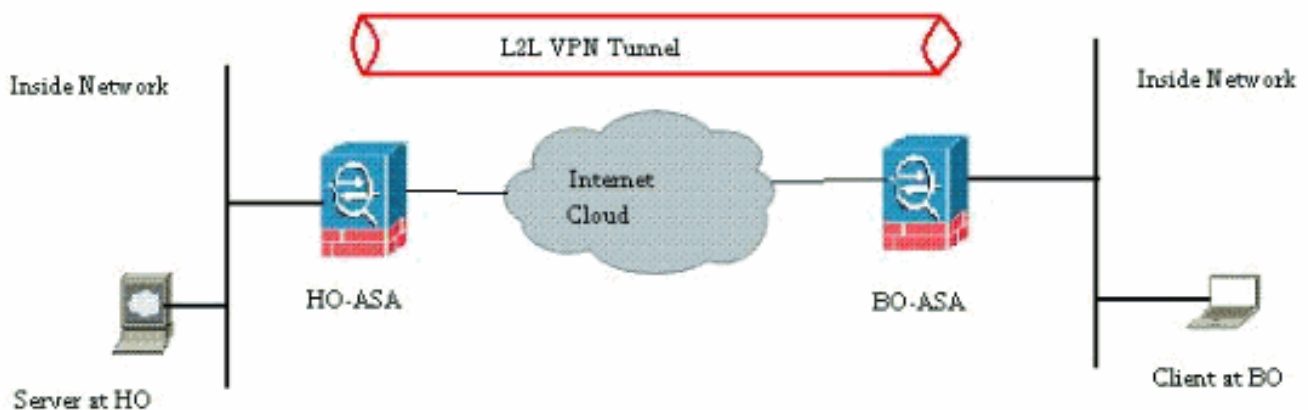 L2L VPN Tunnel
Inside Network
Inside Network
Internet
Cloud
HO-ASA
BO-ASA
Server at HO
Client at BO